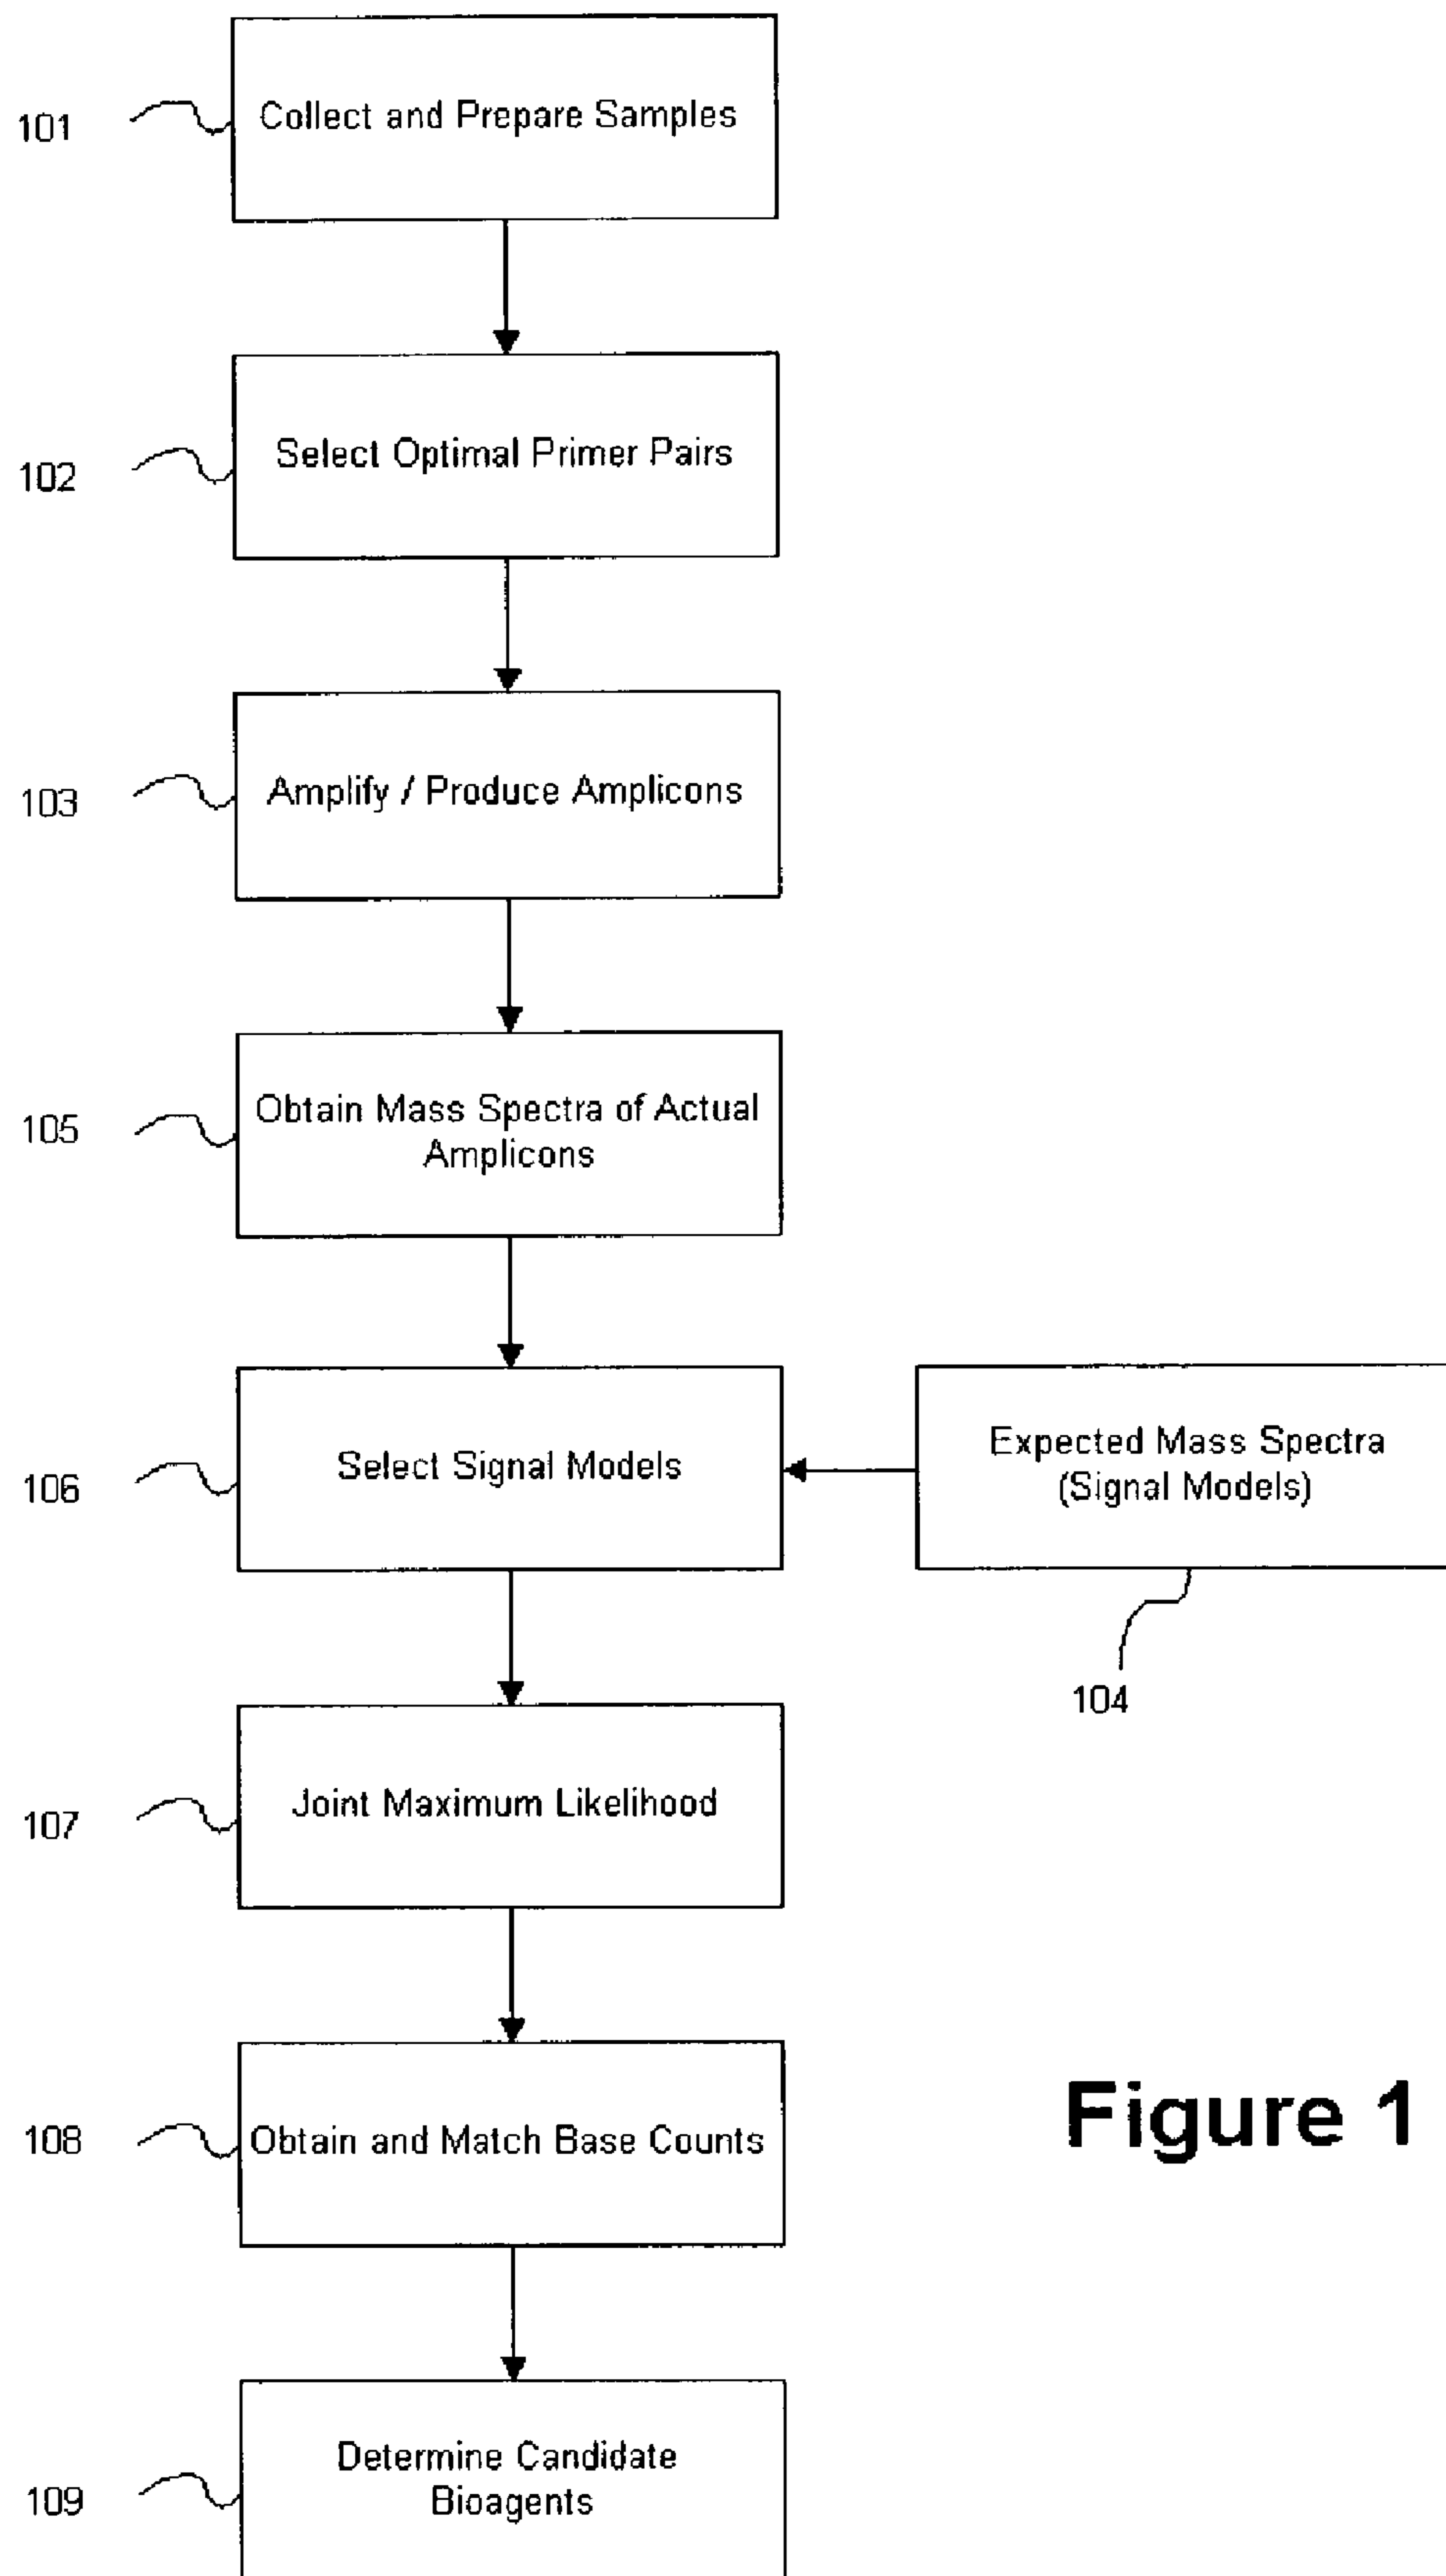 101
Collect and Prepare Samples
102
Select Optimal Primer Pairs
103
Amplify / Produce Amplicons
105
Obtain Mass Spectra of Actual
Amplicons
106
Select Signal Models
Expected Mass Spectra
(Signal Models)
104
107
Joint Maximum Likelihood
108
Obtain and Match Base Counts
Figure 1
109
Determine Candidate
Bioagents